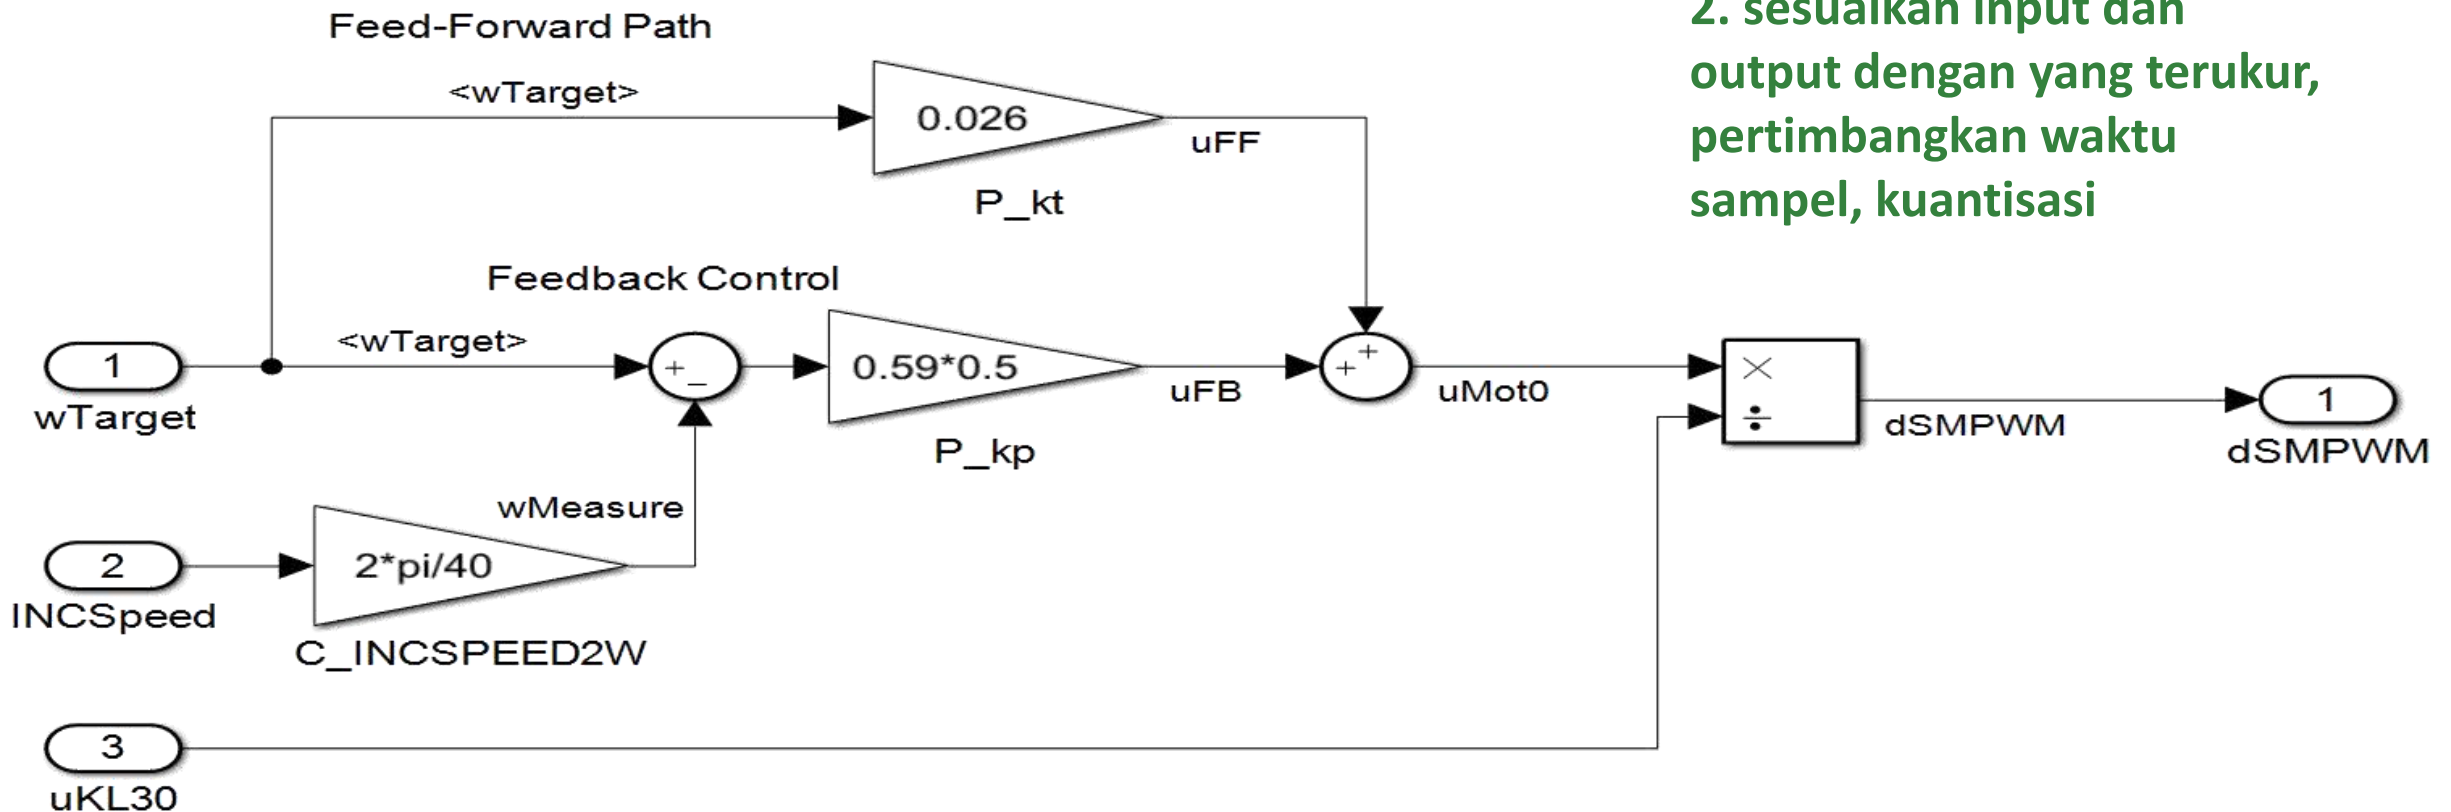 2. sesuaikan input dan
output dengan yang terukur,
pertimbangkan waktu
sampel, kuantisasi
Feed-Forward Path
<wTarget>
0.026
uFF
P_kt
Feedback Control
<wTarget>
1
wTarget
+
_
0.59*0.5
uFB
P_kp
+
+
uMot0
×
÷
dSMPWM
1
dSMPWM
wMeasure
2
INCSpeed
2*pi/40
C_INCSPEED2W
3
uKL30